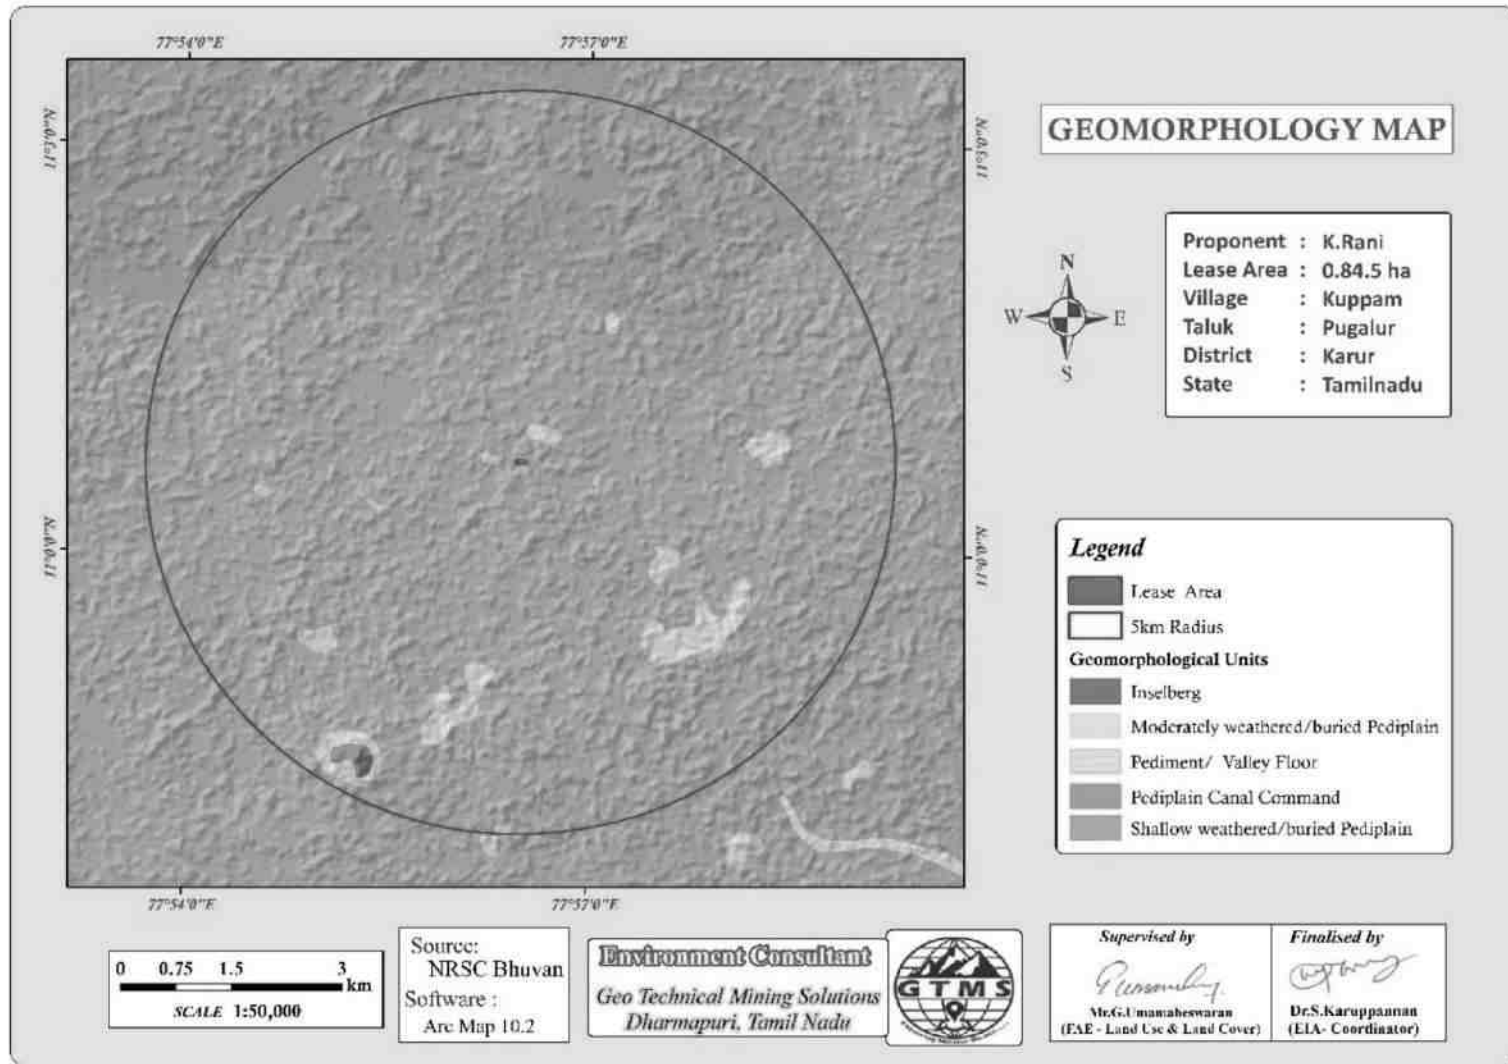 77°54'0"E
77°57'0"E
11°3'0"N
11°3'0"N
11°0'0"N
11°0'0"N
77°54'0"E
77°57'0"E
GEOMORPHOLOGY MAP
Proponent : K.Rani
Lease Area : 0.84.5 ha
Village : Kuppam
Taluk : Pugalur
District : Karur
State : Tamilnadu
N
W E
S
Legend
Lease Area
5km Radius
Geomorphological Units
Inselberg
Moderately weathered/buried Pediplain
Pediment/ Valley Floor
Pediplain Canal Command
Shallow weathered/buried Pediplain
0 0.75 1.5 3
km
SCALE 1:50,000
Source:
NRSC Bhuvan
Software :
Arc Map 10.2
Environment Consultant
Geo Technical Mining Solutions
Dharmapuri, Tamil Nadu
GTMS
Supervised by
Mr.G.Umamaheswaran
(FAE - Land Use & Land Cover)
Finalised by
Dr.S.Karuppannan
(EIA- Coordinator)